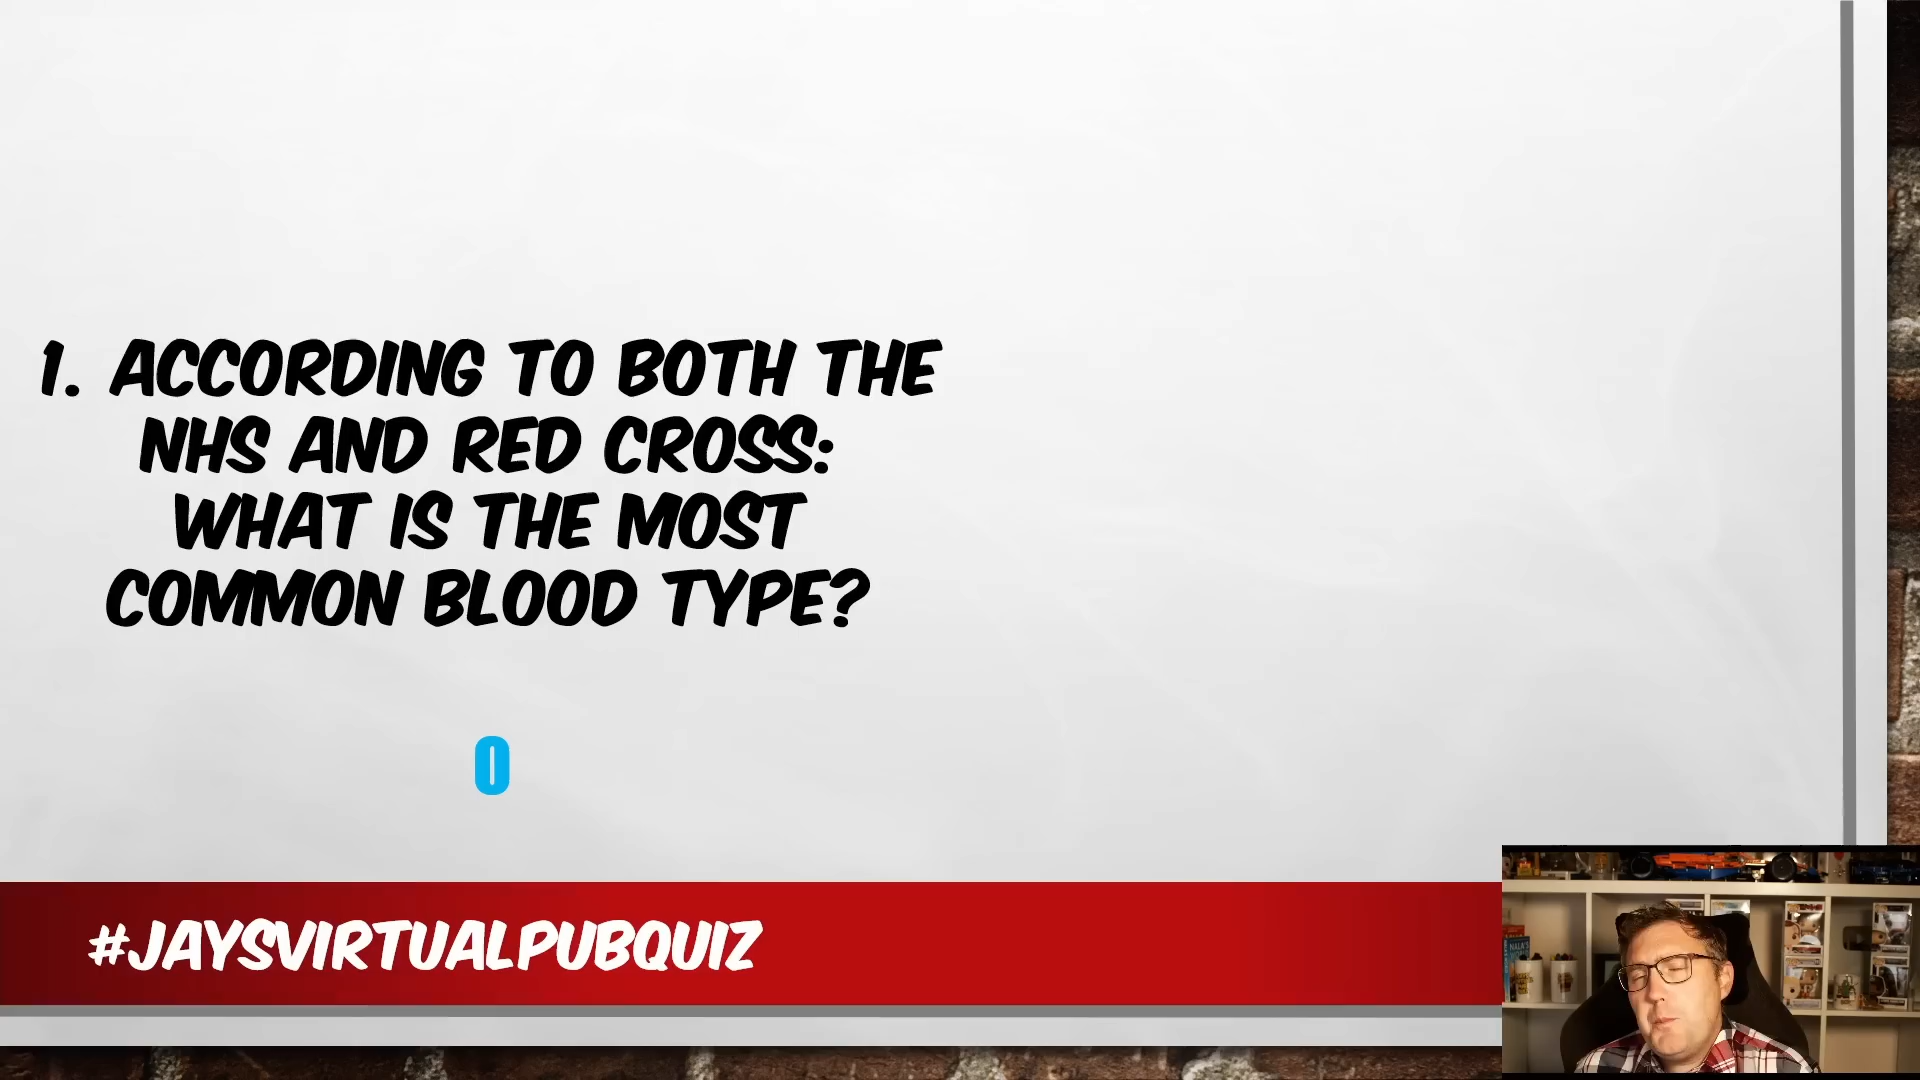 1. ACCORDING TO BOTH THE
NHS AND RED CROSS:
WHAT IS THE MOST
COMMON BLOOD TYPE?
O
#JAYSVIRTUALPUBQUIZ